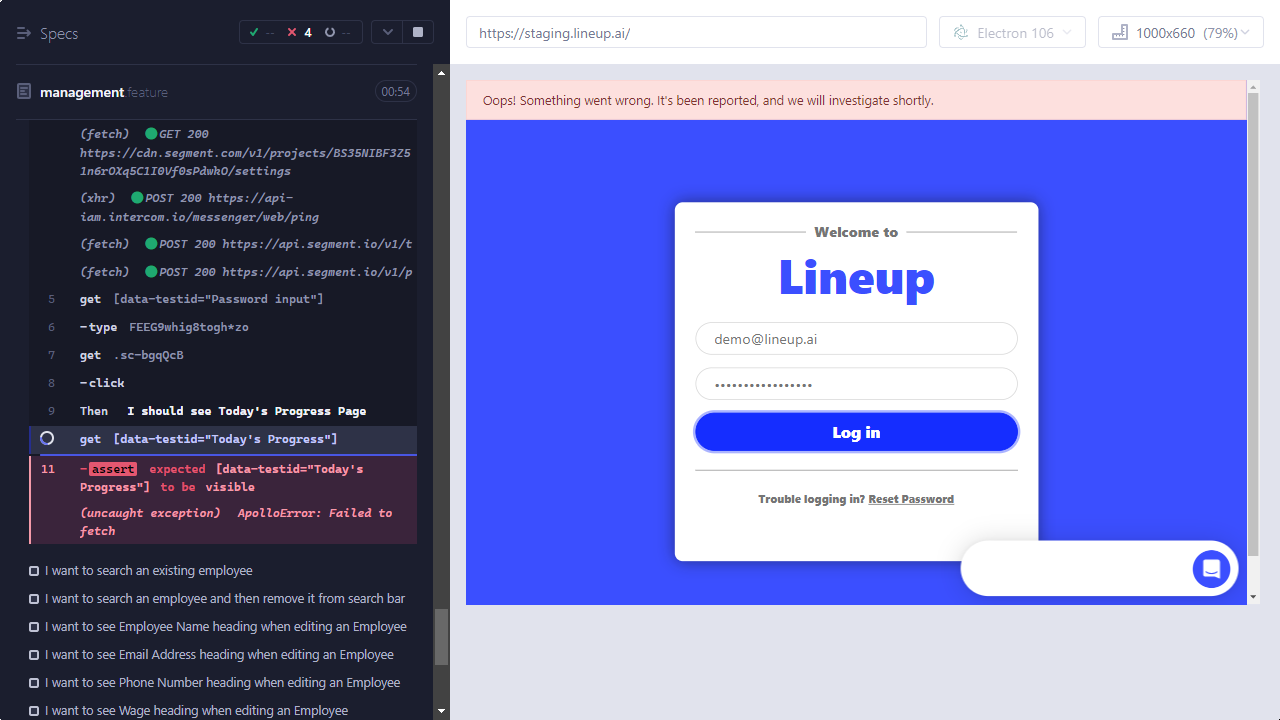 Specs
--
4
--
management feature
00:54
(fetch) GET 200
https://cdn.segment.com/v1/projects/BS35NIBF3Z5
1n6rOXq5C1I0Vf0sPdwkO/settings
(xhr) POST 200 https://api-
iam.intercom.io/messenger/web/ping
(fetch) POST 200 https://api.segment.io/v1/t
(fetch) POST 200 https://api.segment.io/v1/p
5 get [data-testid="Password input"]
6 -type FEEG9whig8togh*zo
7 get .sc-bgqQcB
8 -click
9 Then I should see Today's Progress Page
get [data-testid="Today's Progress"]
11 -assert expected [data-testid="Today's
Progress"] to be visible
(uncaught exception) ApolloError: Failed to
fetch
I want to search an existing employee
I want to search an employee and then remove it from search bar
I want to see Employee Name heading when editing an Employee
I want to see Email Address heading when editing an Employee
I want to see Phone Number heading when editing an Employee
I want to see Wage heading when editing an Employee
https://staging.lineup.ai/
Electron 106
1000x660 (79%)
Oops! Something went wrong. It's been reported, and we will investigate shortly.
Welcome to
Lineup
demo@lineup.ai
•••••••••••••••••
Log in
Trouble logging in? Reset Password